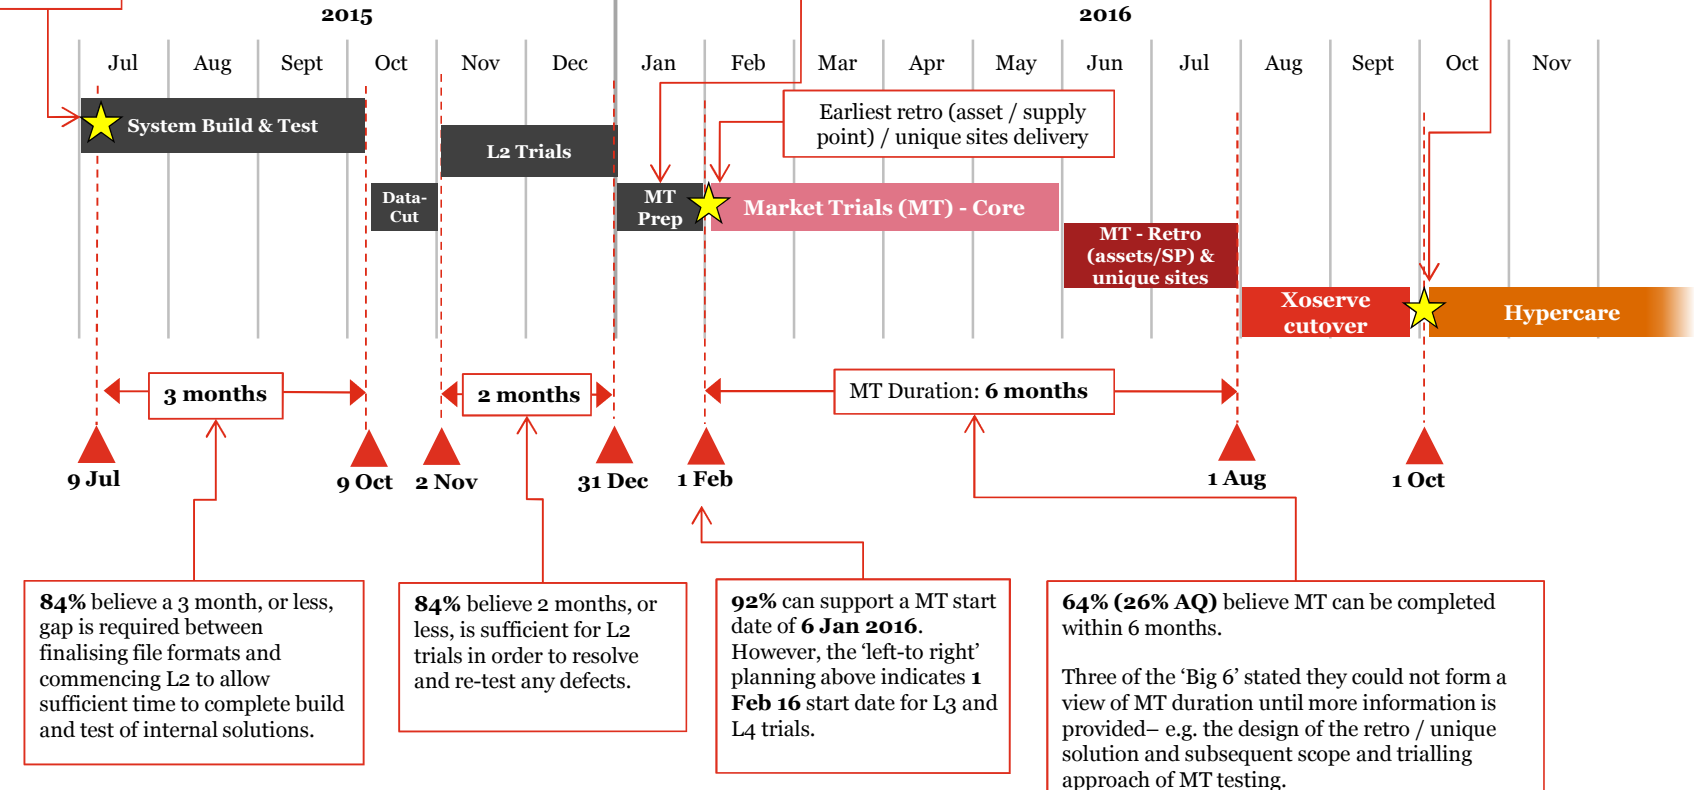 2015
2016
Jul
Aug
Sept
Oct
Nov
Dec
Jan
Feb
Mar
Apr
May
Jun
Jul
Aug
Sept
Oct
Nov
System Build & Test
Data-
Cut
L2 Trials
MT
Prep
Earliest retro (asset / supply
point) / unique sites delivery
Market Trials (MT) - Core
MT - Retro
(assets/SP) &
unique sites
Xoserve
cutover
Hypercare
3 months
2 months
MT Duration: 6 months
9 Jul
9 Oct
2 Nov
31 Dec
1 Feb
1 Aug
1 Oct
84% believe a 3 month, or less,
gap is required between
finalising file formats and
commencing L2 to allow
sufficient time to complete build
and test of internal solutions.
84% believe 2 months, or
less, is sufficient for L2
trials in order to resolve
and re-test any defects.
92% can support a MT start
date of 6 Jan 2016.
However, the ‘left-to right’
planning above indicates 1
Feb 16 start date for L3 and
L4 trials.
64% (26% AQ) believe MT can be completed
within 6 months.
Three of the ‘Big 6’ stated they could not form a
view of MT duration until more information is
provided– e.g. the design of the retro / unique
solution and subsequent scope and trialling
approach of MT testing.